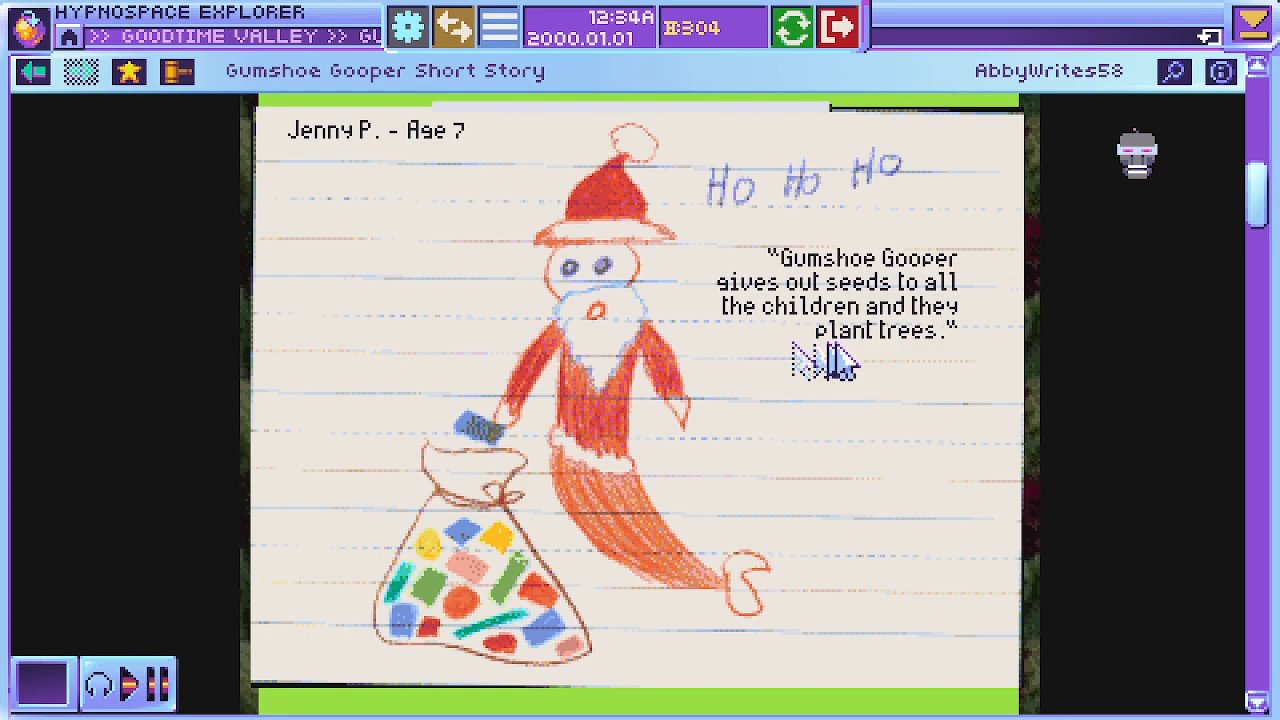 HYPNOSPACE EXPLORER
12:34A
2000.01.01
304
>> GOODTIME VALLEY >>
Gumshoe Gooper Short Story
AbbyWrites58
Jenny P. - Age 7
HO HO HO
"Gumshoe Gooper
gives out seeds to all
the children and they
plant trees."